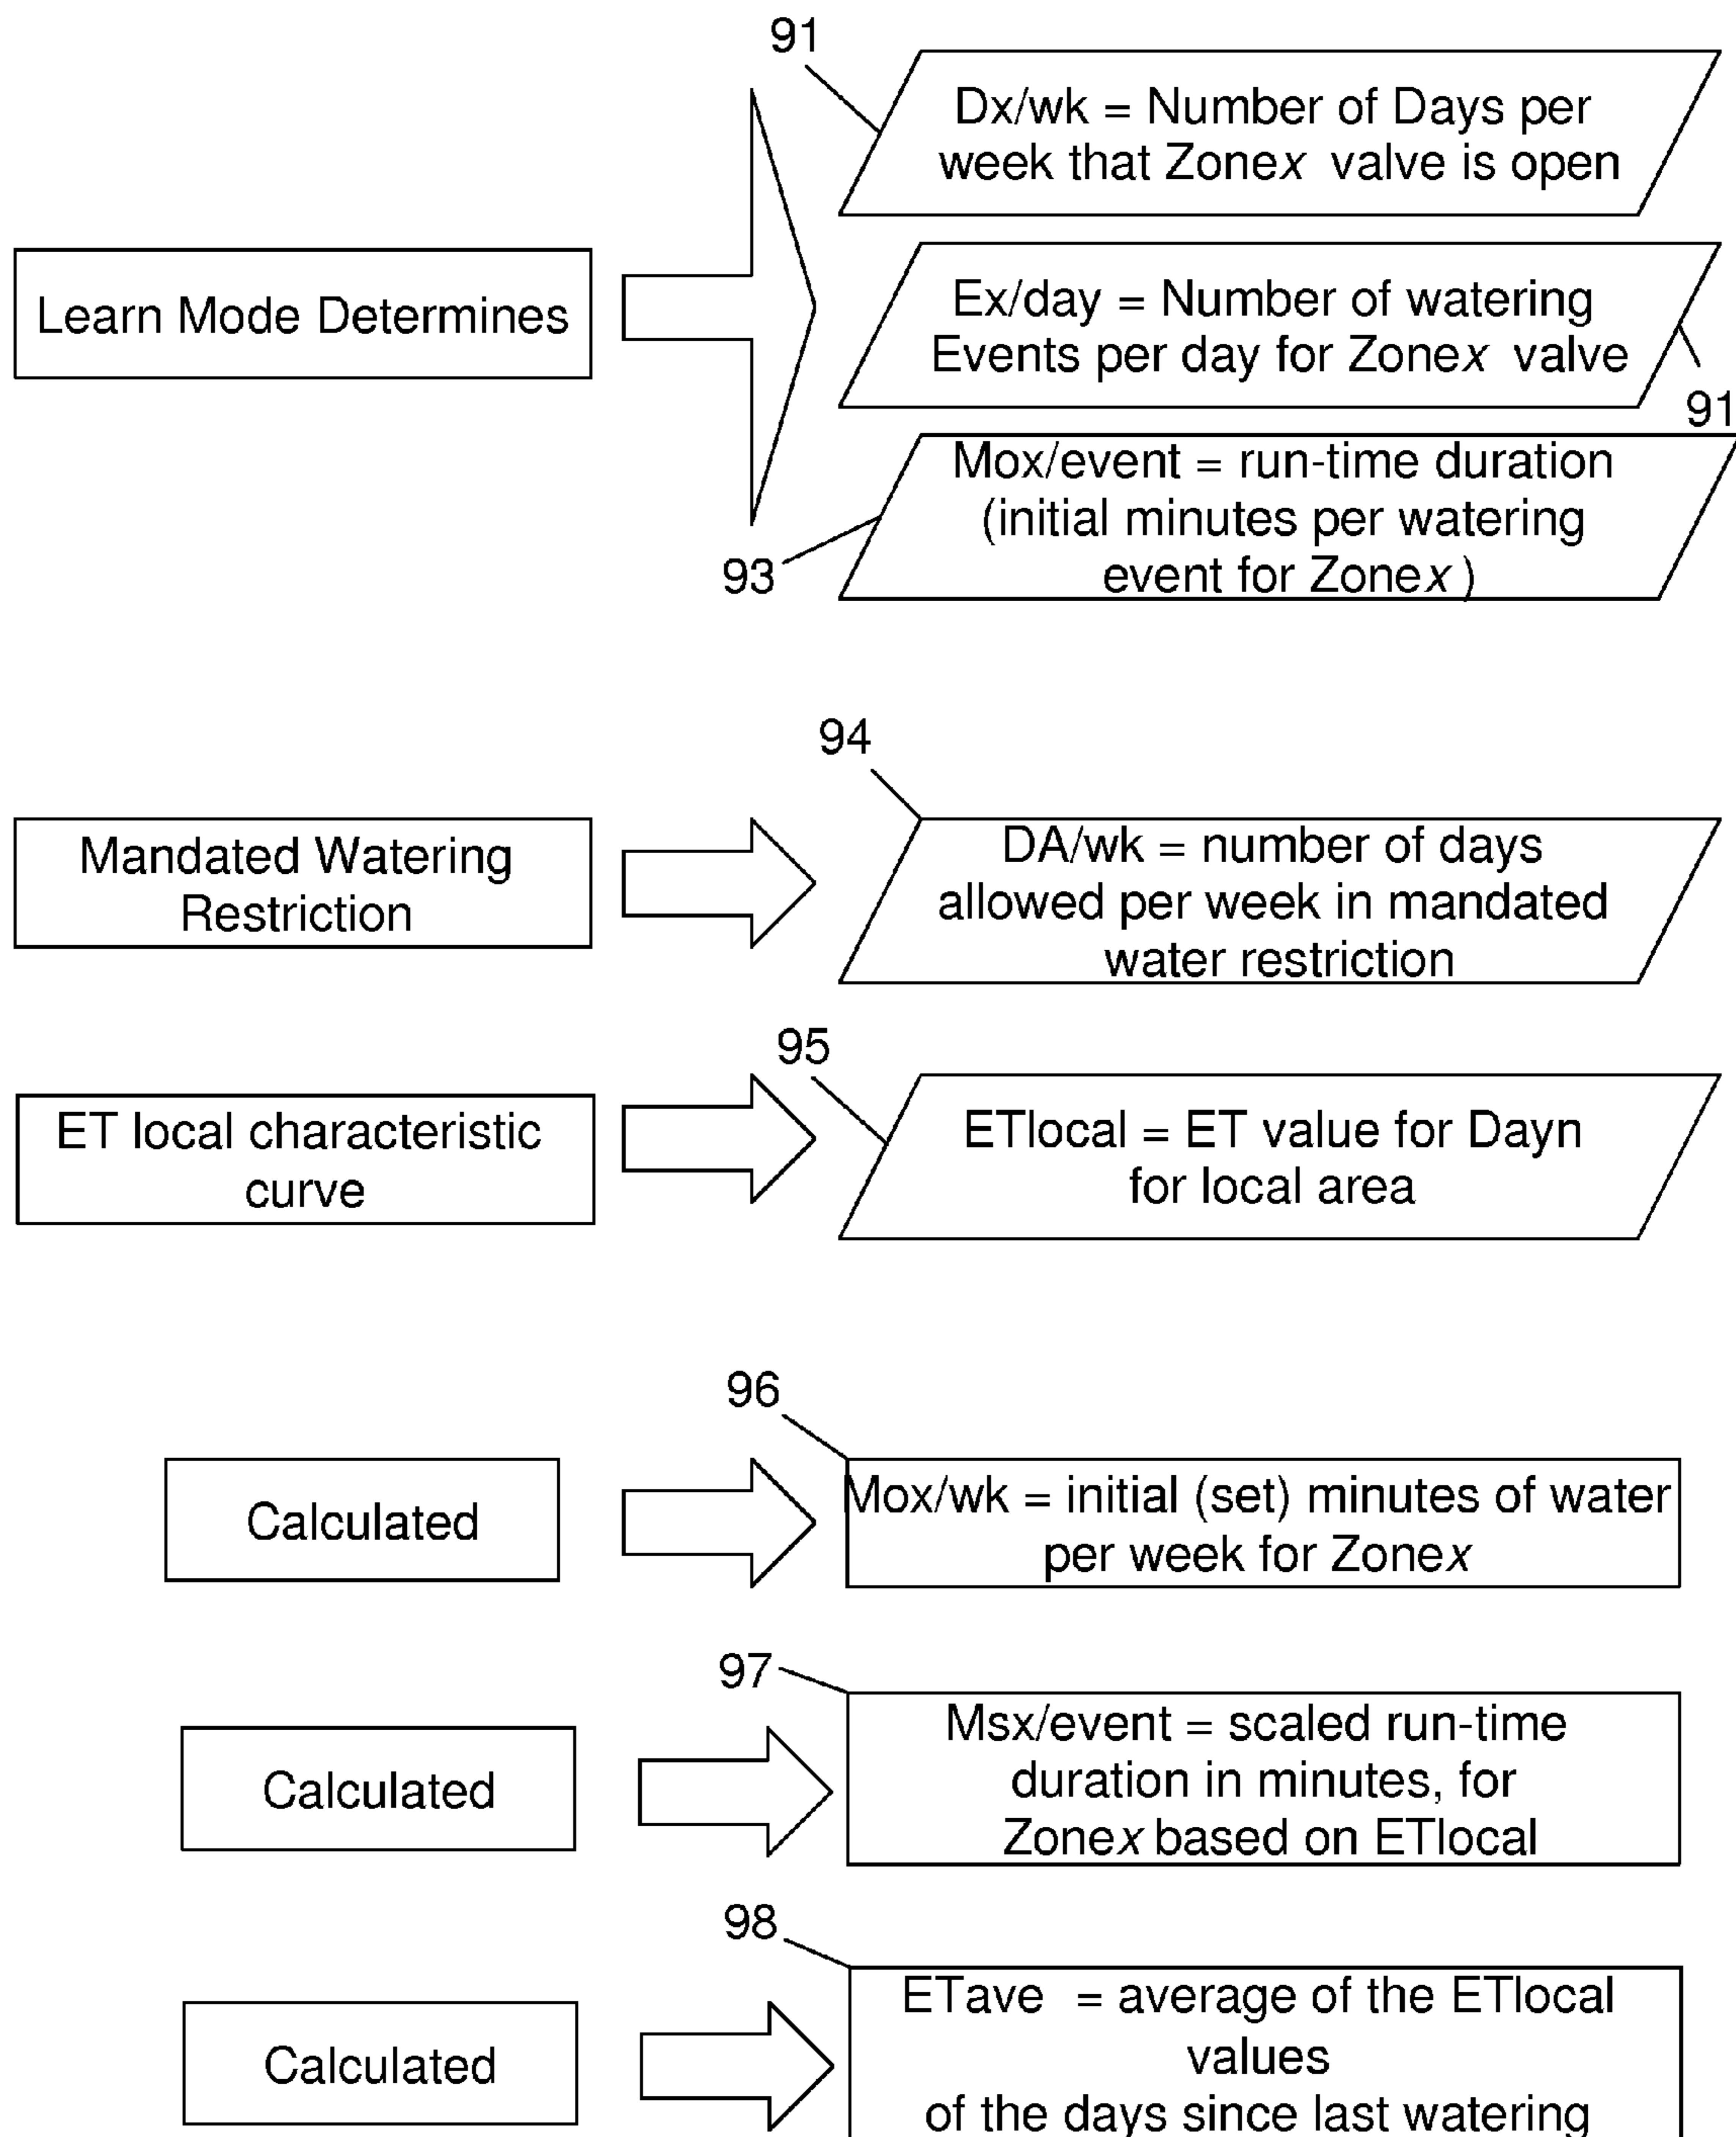 91
Dx/wk = Number of Days per
week that Zonex valve is open
Learn Mode Determines
Ex/day = Number of watering
Events per day for Zonex valve
91
Mox/event = run-time duration
(initial minutes per watering
event for Zonex )
93
94
Mandated Watering
Restriction
DA/wk = number of days
allowed per week in mandated
water restriction
95
ET local characteristic
curve
ETlocal = ET value for Dayn
for local area
96
Calculated
Mox/wk = initial (set) minutes of water
per week for Zonex
97
Calculated
Msx/event = scaled run-time
duration in minutes, for
Zonex based on ETlocal
98
Calculated
ETave = average of the ETlocal
values
of the days since last watering